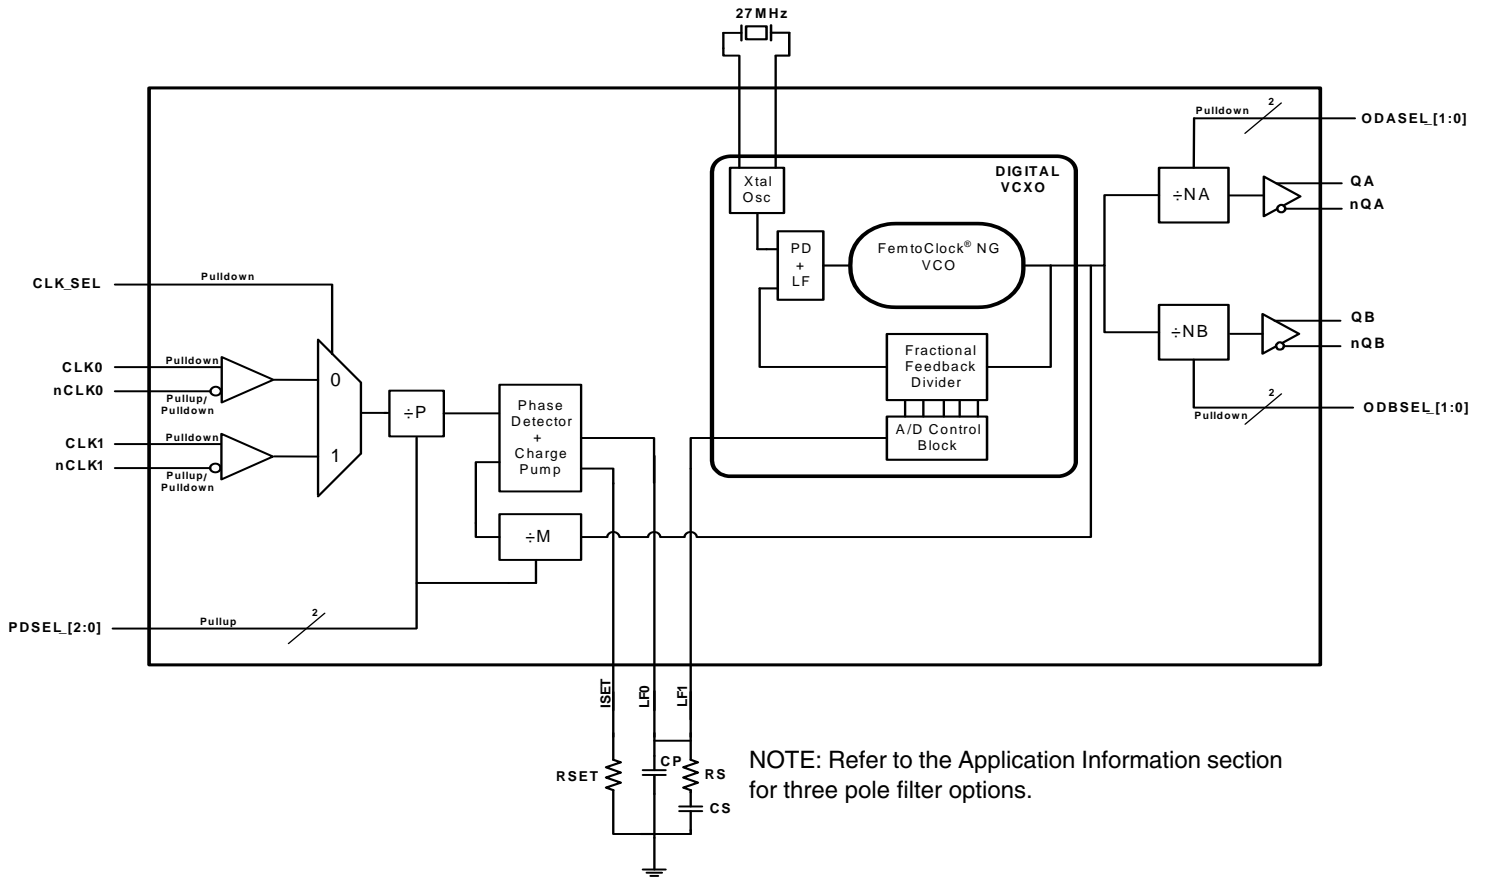 27MHz
Pulldown
2
ODASEL_[1:0]
DIGITAL
VCXO
Xtal
Osc
÷NA
QA
nQA
PD
+
LF
FemtoClock® NG
VCO
CLK_SEL
Pulldown
÷NB
QB
nQB
Fractional
Feedback
Divider
CLK0
Pulldown
nCLK0
Pullup/
Pulldown
0
÷P
Phase
Detector
+
Charge
Pump
2
Pulldown
ODBSEL_[1:0]
A/D Control
Block
CLK1
Pulldown
nCLK1
Pullup/
Pulldown
1
÷M
PDSEL_[2:0]
Pullup
2
ISET
LF0
LF1
RSET
CP
RS
CS
NOTE: Refer to the Application Information section
for three pole filter options.